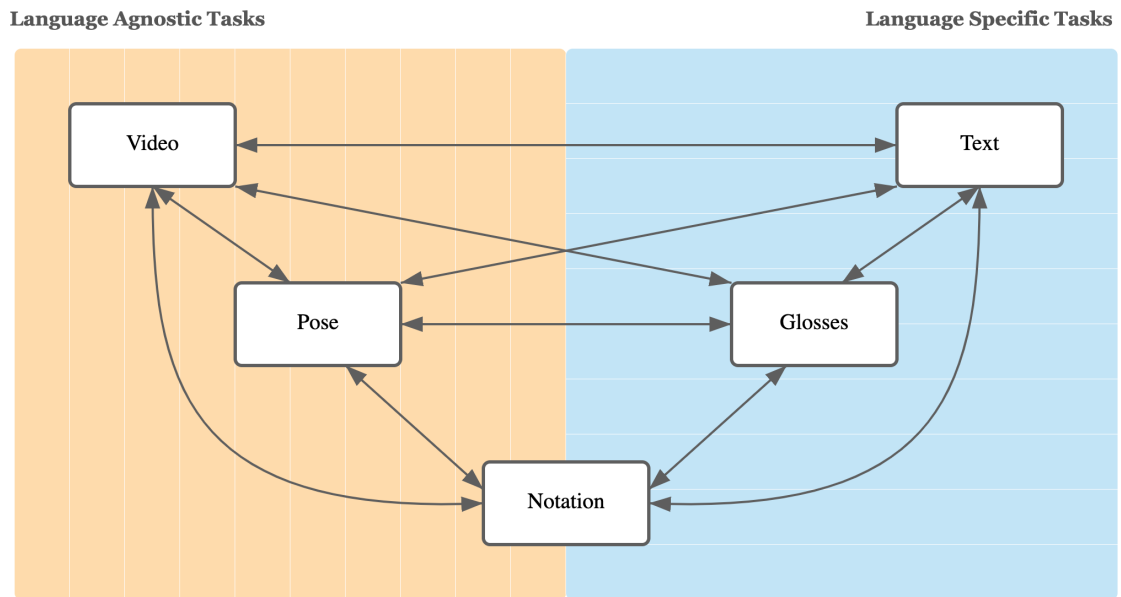 Language Agnostic Tasks
Language Specific Tasks
Video
Text
Pose
Glosses
Notation